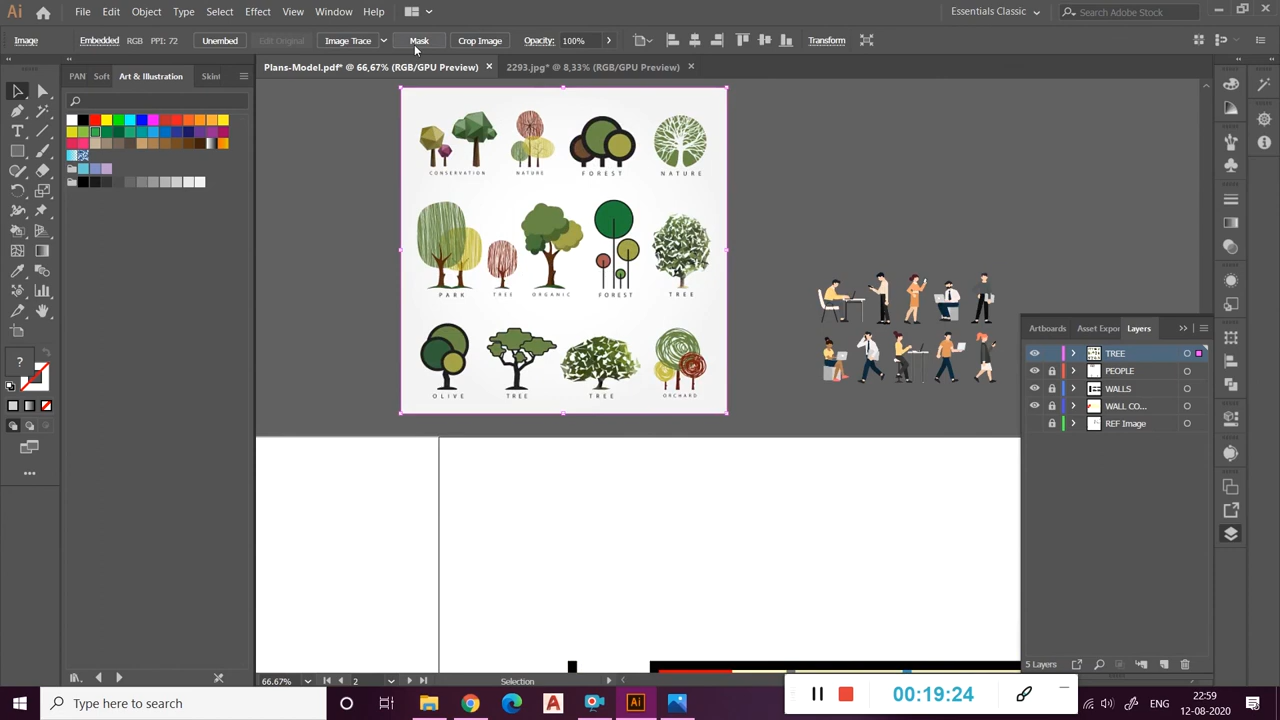 Ai File Edit Object Type Select Effect View Window Help Essentials Classic Search Adobe Stock
Image Embedded RGB PPI: 72 Unembed Edit Original Image Trace Mask Crop Image Opacity: 100% Transform
Plans-Model.pdf* @ 66,67% (RGB/GPU Preview) × 2293.jpg* @ 8,33% (RGB/GPU Preview) ×
PAN Soft Art & Illustration Skin
CONSERVATION NATURE FOREST NATURE
PARK TREE ORGANIC FOREST TREE
OLIVE TREE TREE ORCHARD
Artboards Asset Expor Layers
TREE
PEOPLE
WALLS
WALL CO...
REF Image
5 Layers
66.67% 2 Selection
Type here to search
00:19:24
ENG
22:59
12-08-2020